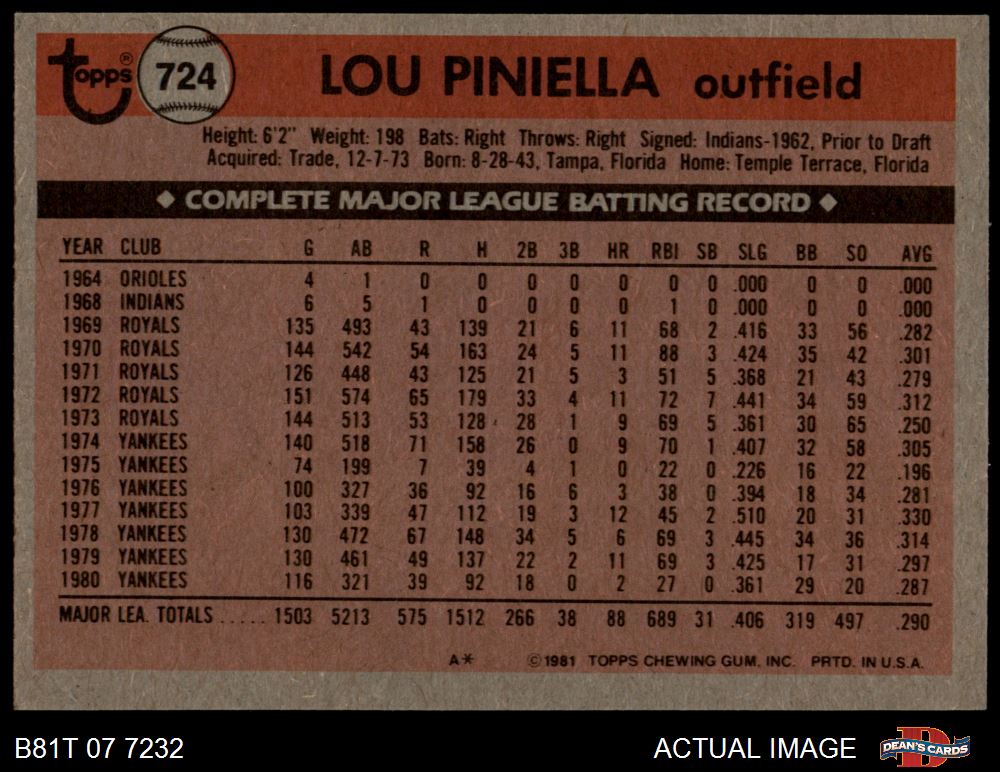 Topps® 724 LOU PINIELLA outfield
Height: 6'2" Weight: 198 Bats: Right Throws: Right Signed: Indians-1962, Prior to Draft
Acquired: Trade, 12-7-73 Born: 8-28-43, Tampa, Florida Home: Temple Terrace, Florida
◆ COMPLETE MAJOR LEAGUE BATTING RECORD ◆
YEAR CLUB G AB R H 2B 3B HR RBI SB SLG BB SO AVG
1964 ORIOLES 4 1 0 0 0 0 0 0 0 .000 0 0 .000
1968 INDIANS 6 5 1 0 0 0 0 1 0 .000 0 0 .000
1969 ROYALS 135 493 43 139 21 6 11 68 2 .416 33 56 .282
1970 ROYALS 144 542 54 163 24 5 11 88 3 .424 35 42 .301
1971 ROYALS 126 448 43 125 21 5 3 51 5 .368 21 43 .279
1972 ROYALS 151 574 65 179 33 4 11 72 7 .441 34 59 .312
1973 ROYALS 144 513 53 128 28 1 9 69 5 .361 30 65 .250
1974 YANKEES 140 518 71 158 26 0 9 70 1 .407 32 58 .305
1975 YANKEES 74 199 7 39 4 1 0 22 0 .226 16 22 .196
1976 YANKEES 100 327 36 92 16 6 3 38 0 .394 18 34 .281
1977 YANKEES 103 339 47 112 19 3 12 45 2 .510 20 31 .330
1978 YANKEES 130 472 67 148 34 5 6 69 3 .445 34 36 .314
1979 YANKEES 130 461 49 137 22 2 11 69 3 .425 17 31 .297
1980 YANKEES 116 321 39 92 18 0 2 27 0 .361 29 20 .287
MAJOR LEA. TOTALS ..... 1503 5213 575 1512 266 38 88 689 31 .406 319 497 .290
A* ©1981 TOPPS CHEWING GUM, INC. PRTD. IN U.S.A.
B81T 07 7232 ACTUAL IMAGE D DEAN'S CARDS